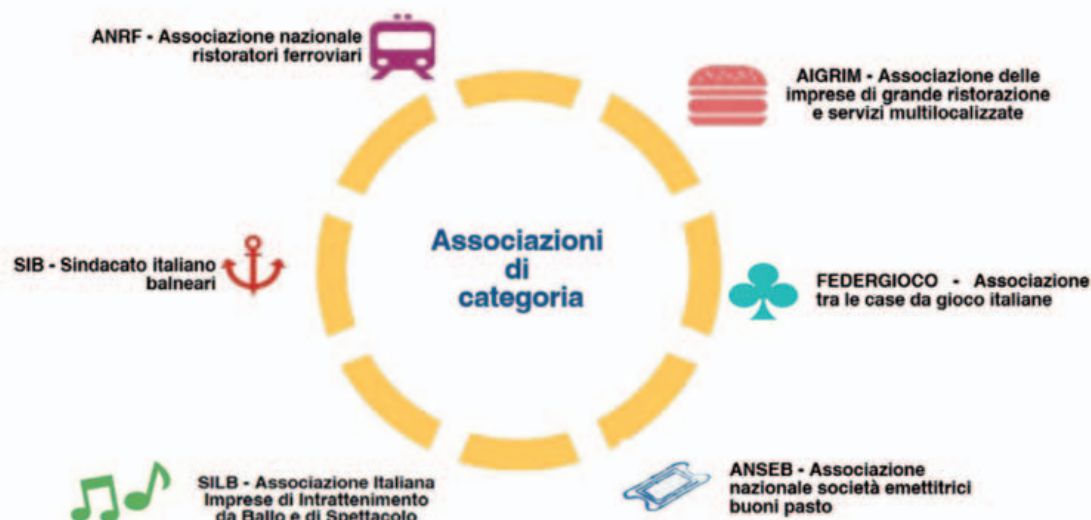 ANRF - Associazione nazionale
ristoratori ferroviari
AIGRIM - Associazione delle
imprese di grande ristorazione
e servizi multilocalizzate
Associazioni
di
categoria
SIB - Sindacato italiano
balneari
FEDERGIOCO - Associazione
tra le case da gioco italiane
SILB - Associazione Italiana
Imprese di Intrattenimento
da Ballo e di Spettacolo
ANSEB - Associazione
nazionale società emettitrici
buoni pasto